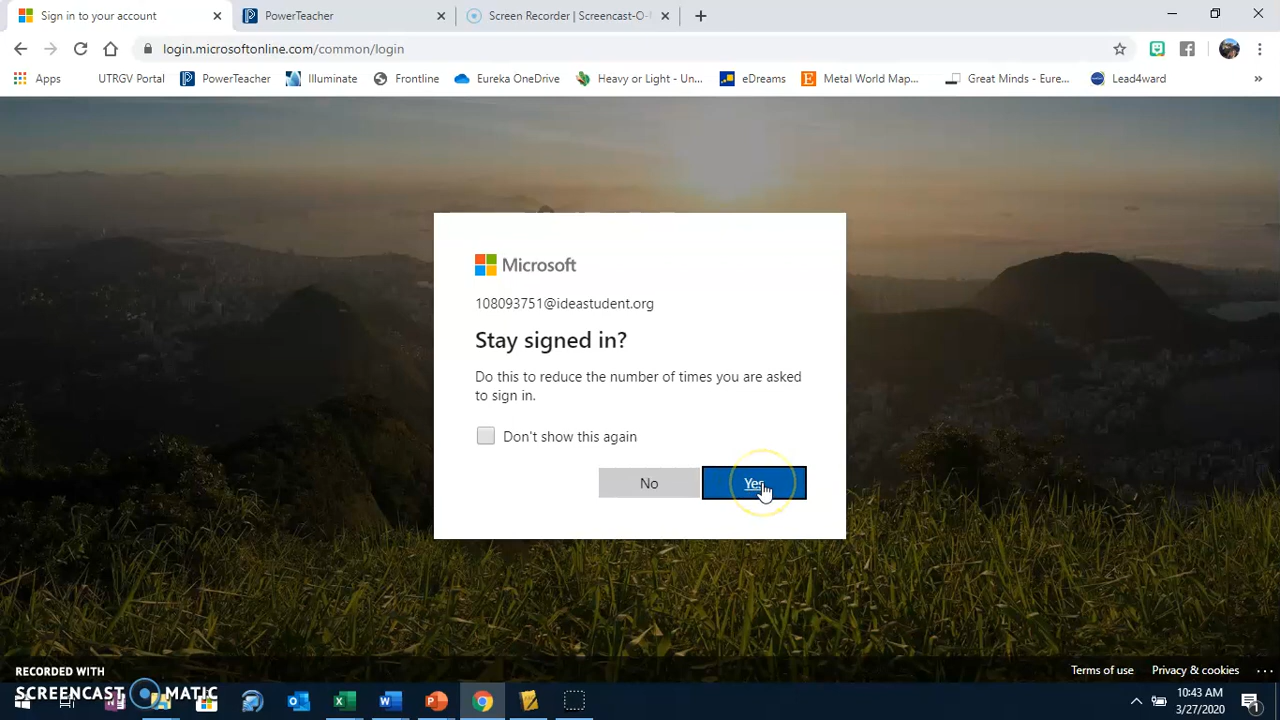 Sign in to your account
PowerTeacher
Screen Recorder | Screencast-O-
login.microsoftonline.com/common/login
Apps
UTRGV Portal
PowerTeacher
Illuminate
Frontline
Eureka OneDrive
Heavy or Light - Un...
eDreams
Metal World Map...
Great Minds - Eure...
Lead4ward
»
Microsoft
108093751@ideastudent.org
Stay signed in?
Do this to reduce the number of times you are asked
to sign in.
Don't show this again
No
Yes
Terms of use
Privacy & cookies
...
RECORDED WITH
SCREENCAST MATIC
10:43 AM
3/27/2020
1